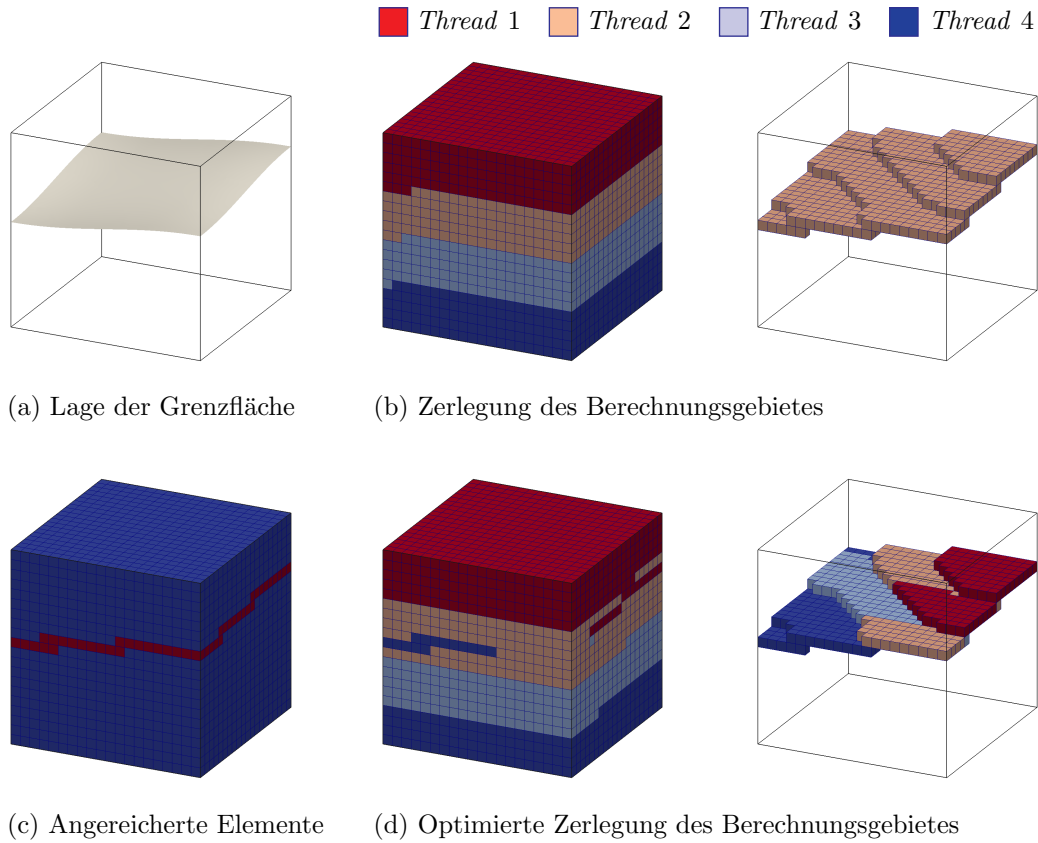 Thread 1 Thread 2 Thread 3 Thread 4
(a) Lage der Grenzfläche
(b) Zerlegung des Berechnungsgebietes
(c) Angereicherte Elemente
(d) Optimierte Zerlegung des Berechnungsgebietes